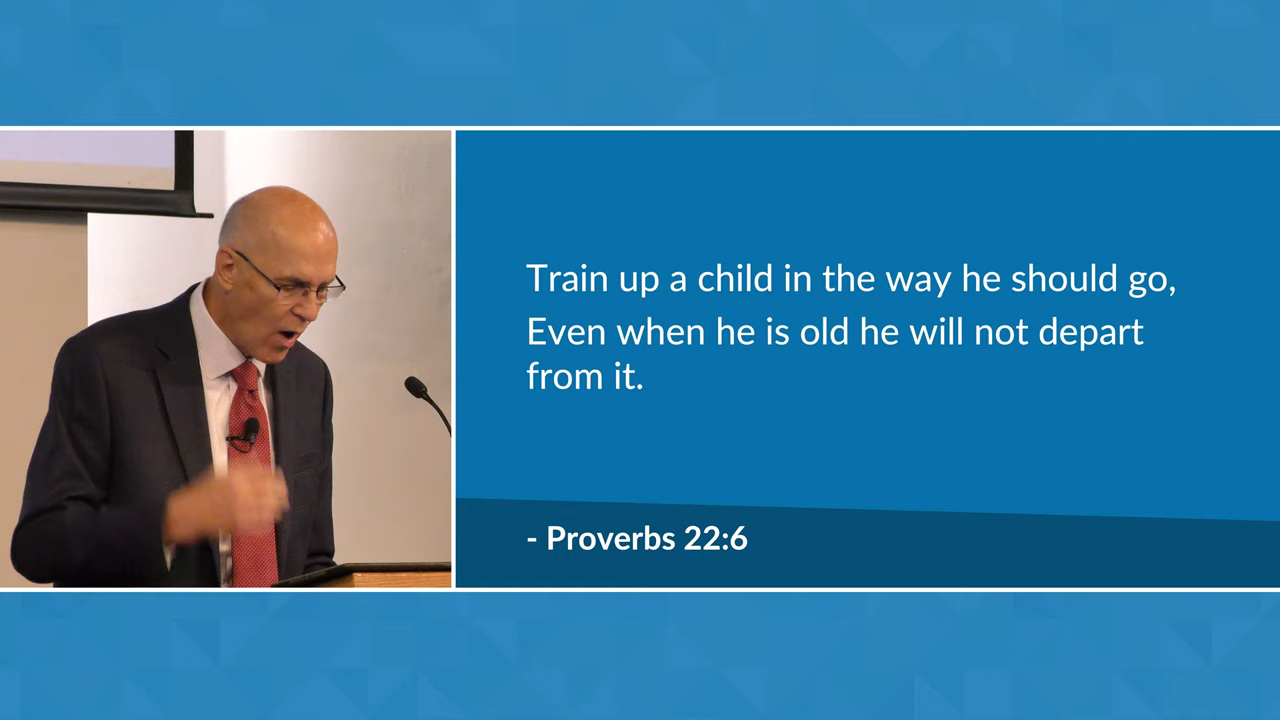 Train up a child in the way he should go,
Even when he is old he will not depart
from it.
- Proverbs 22:6